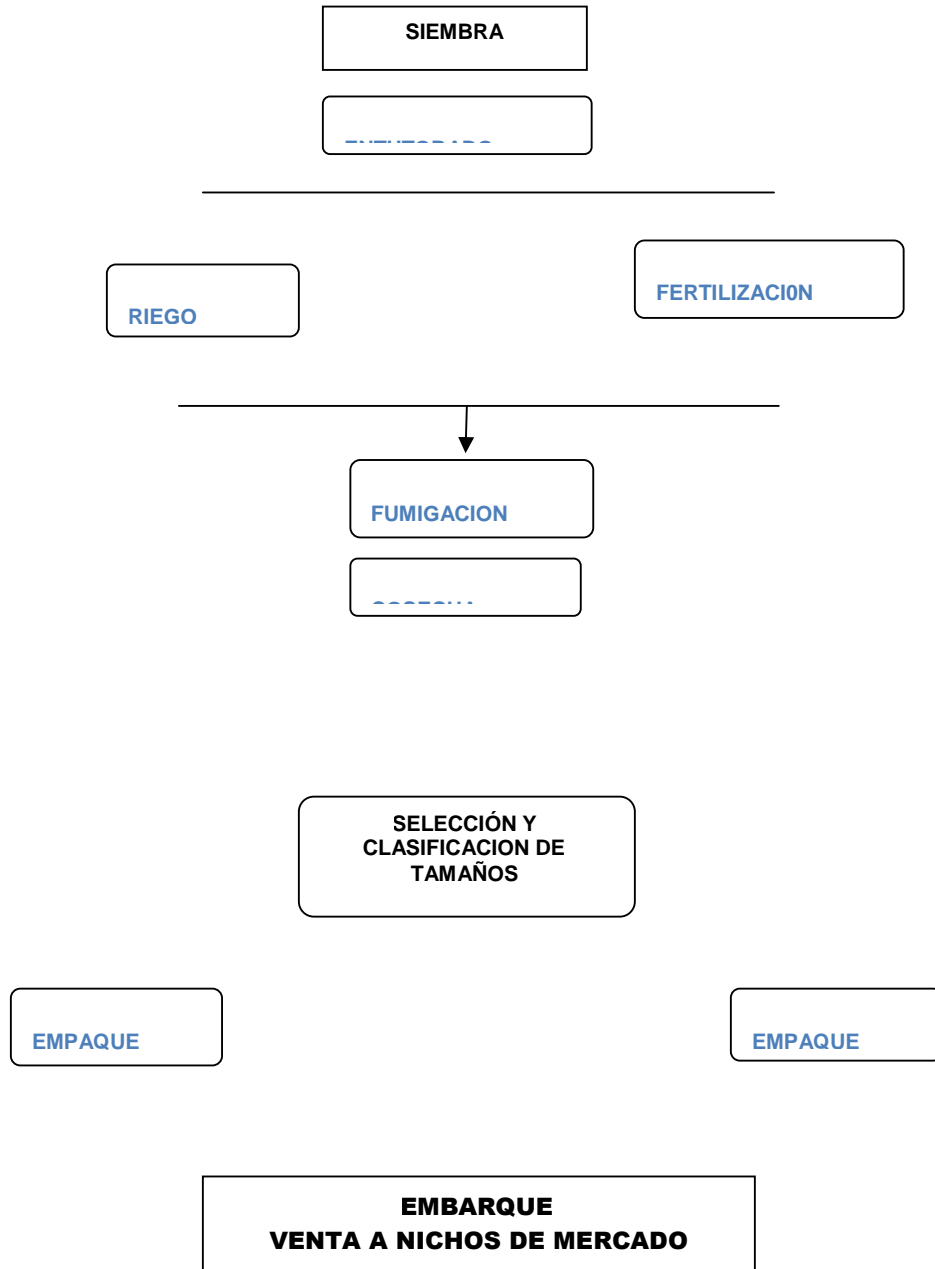 SIEMBRA
RIEGO
FERTILIZACI0N
FUMIGACION
SELECCIÓN Y
CLASIFICACION DE
TAMAÑOS
EMPAQUE
EMPAQUE
EMBARQUE
VENTA A NICHOS DE MERCADO